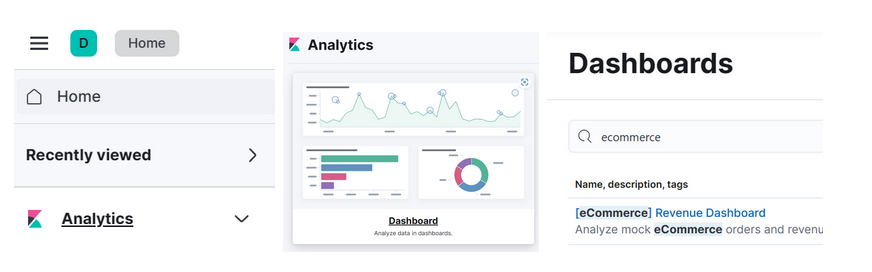 D
Home
Home
Recently viewed
Analytics
Analytics
Dashboard
Analyze data in dashboards.
Dashboards
ecommerce
Name, description, tags
[eCommerce] Revenue Dashboard
Analyze mock eCommerce orders and revenu